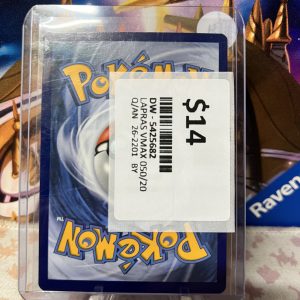 POKéMON
$14
DW - 5425682
LAPRAS VMAX 050/20
Q/AN 26-2201 BY
Raven
POKéMON